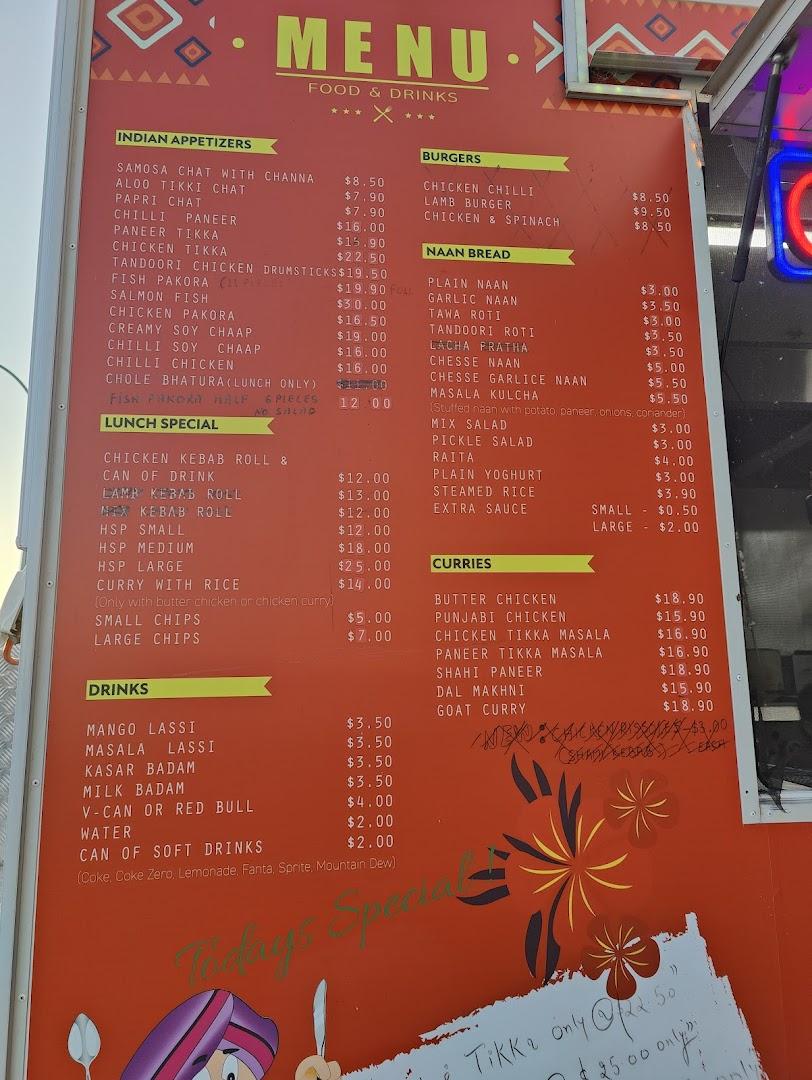 MENU
FOOD & DRINKS
INDIAN APPETIZERS
SAMOSA CHAT WITH CHANNA $8.50
ALOO TIKKI CHAT $7.90
PAPRI CHAT $7.90
CHILLI PANEER $16.00
PANEER TIKKA $15.90
CHICKEN TIKKA $22.50
TANDOORI CHICKEN DRUMSTICKS $19.50
FISH PAKORA $19.90
SALMON FISH $30.00
CHICKEN PAKORA $16.50
CREAMY SOY CHAAP $19.00
CHILLI SOY CHAAP $16.00
CHILLI CHICKEN $16.00
CHOLE BHATURA(LUNCH ONLY)
FISH PAKORA HALF 6 PIECES 12.00
NO SALAD
LUNCH SPECIAL
CHICKEN KEBAB ROLL &
CAN OF DRINK $12.00
LAMB KEBAB ROLL $13.00
KEBAB ROLL $12.00
HSP SMALL $12.00
HSP MEDIUM $18.00
HSP LARGE $25.00
CURRY WITH RICE $14.00
(Only with butter chicken or chicken curry)
SMALL CHIPS $5.00
LARGE CHIPS $7.00
DRINKS
MANGO LASSI $3.50
MASALA LASSI $3.50
KASAR BADAM $3.50
MILK BADAM $3.50
V-CAN OR RED BULL $4.00
WATER $2.00
CAN OF SOFT DRINKS $2.00
(Coke, Coke Zero, Lemonade, Fanta, Sprite, Mountain Dew)
BURGERS
CHICKEN CHILLI $8.50
LAMB BURGER $9.50
CHICKEN & SPINACH $8.50
NAAN BREAD
PLAIN NAAN $3.00
GARLIC NAAN $3.50
TAWA ROTI $3.00
TANDOORI ROTI $3.50
LACHA PRATHA $3.50
CHESSE NAAN $5.00
CHESSE GARLICE NAAN $5.50
MASALA KULCHA $5.50
(Stuffed naan with potato, paneer, onions, coriander)
MIX SALAD $3.00
PICKLE SALAD $3.00
RAITA $4.00
PLAIN YOGHURT $3.00
STEAMED RICE $3.90
EXTRA SAUCE SMALL - $0.50
LARGE - $2.00
CURRIES
BUTTER CHICKEN $18.90
PUNJABI CHICKEN $15.90
CHICKEN TIKKA MASALA $16.90
PANEER TIKKA MASALA $16.90
SHAHI PANEER $18.90
DAL MAKHNI $15.90
GOAT CURRY $18.90
Todays Special!
TIKKa only @ $22.50"
$25.00 only"